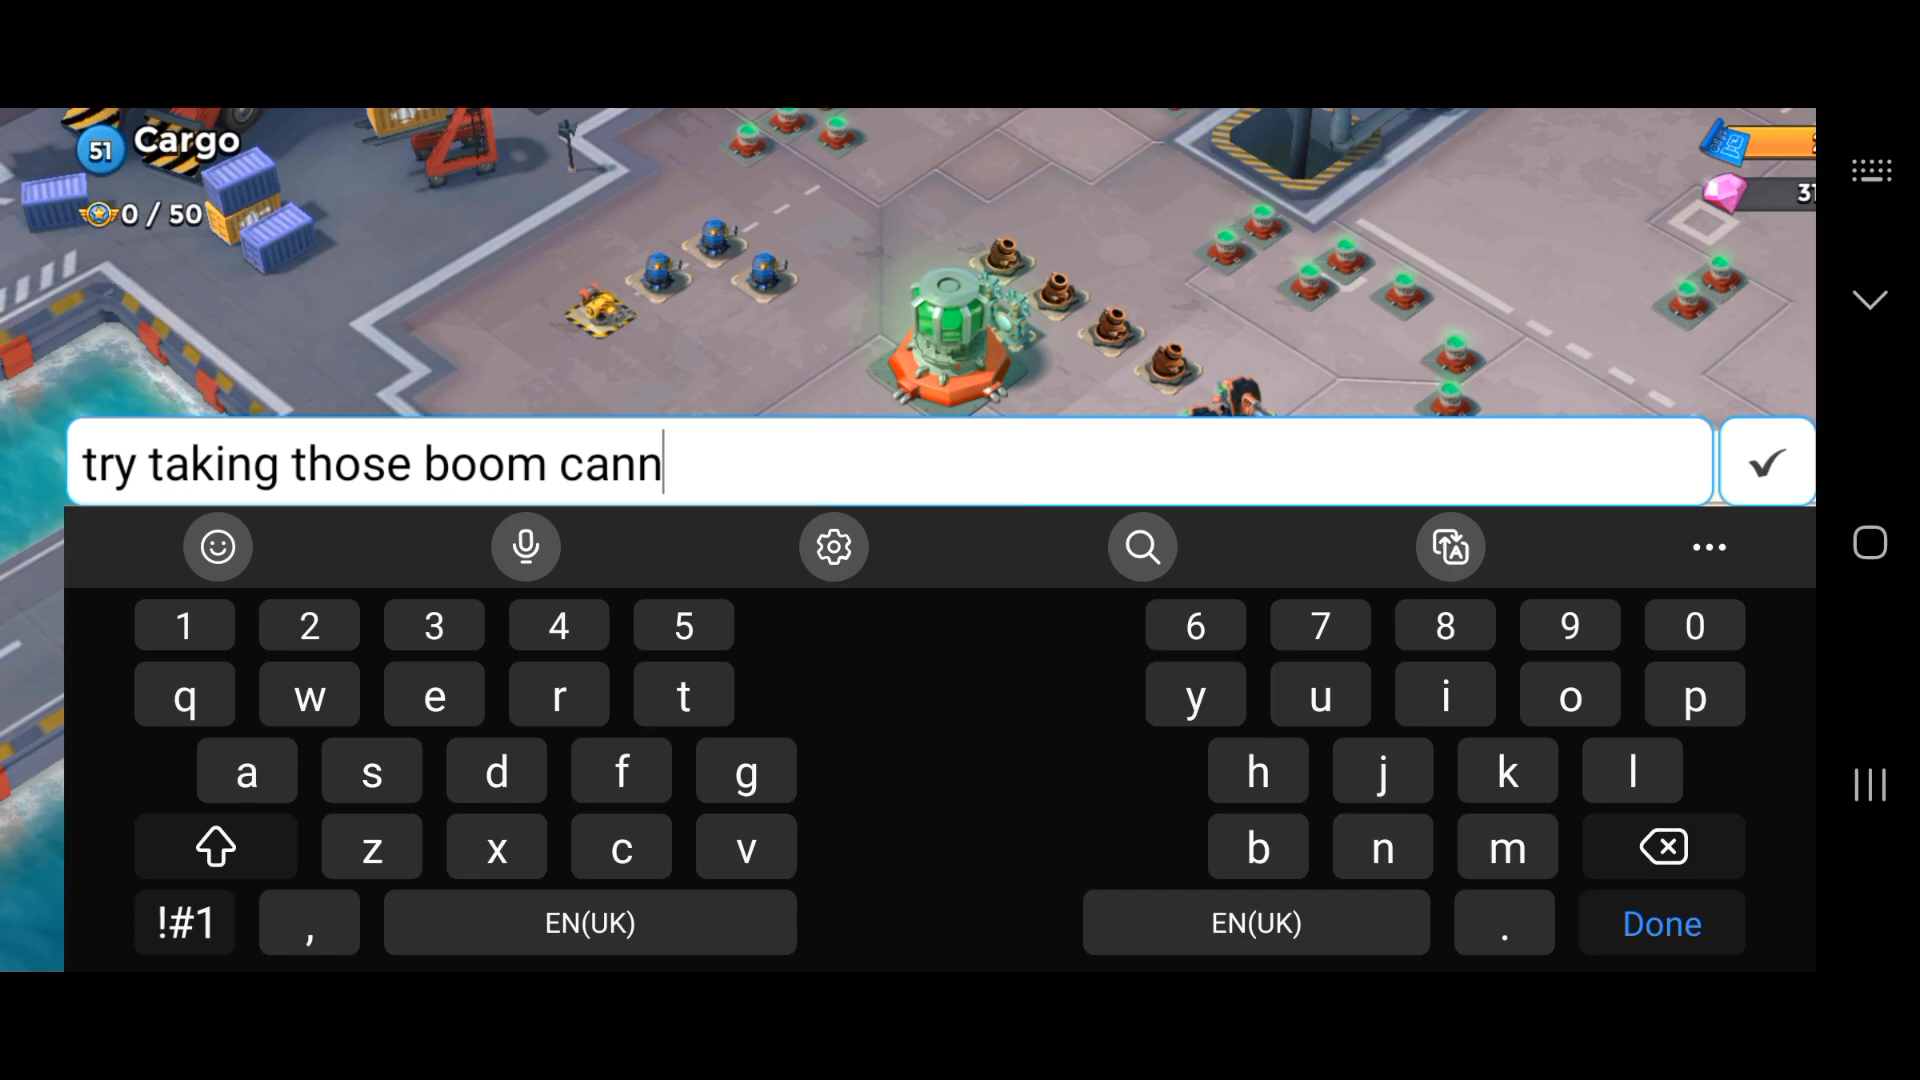 51
Cargo
0 / 50
31
try taking those boom cann
1 2 3 4 5 6 7 8 9 0
q w e r t y u i o p
a s d f g h j k l
z x c v b n m
!#1 , EN(UK) EN(UK) . Done